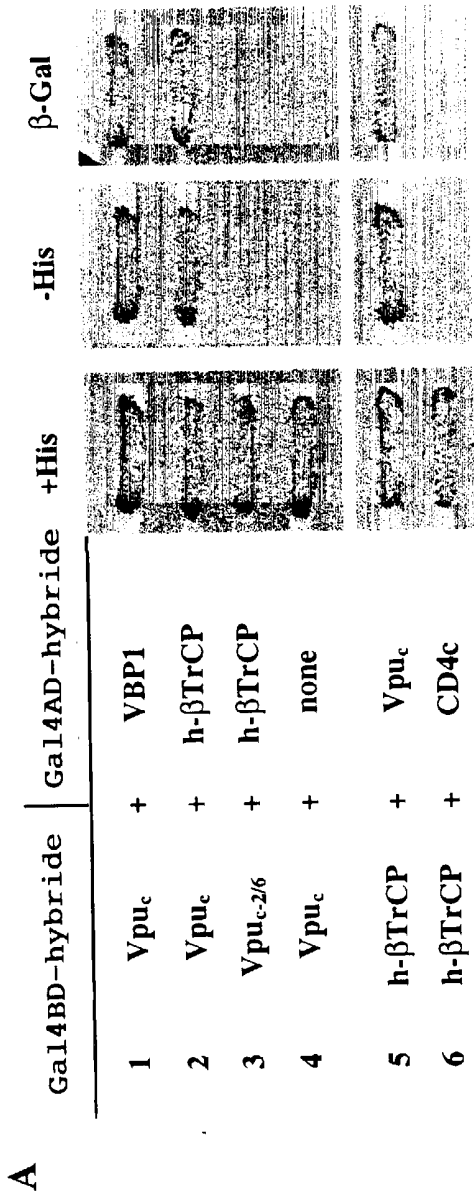 A
Gal4BD-hybride Gal4AD-hybride +His -His β-Gal
1 Vpuc + VBP1
2 Vpuc + h-βTrCP
3 Vpuc-2/6 + h-βTrCP
4 Vpuc + none
5 h-βTrCP + Vpuc
6 h-βTrCP + CD4c